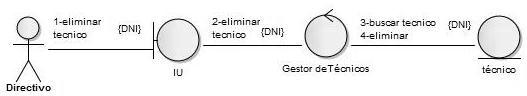 1-eliminar
tecnico
{DNI}
2-eliminar
tecnico
{DNI}
3-buscar tecnico
4-eliminar
{DNI}
Directivo
IU
Gestor de Técnicos
técnico